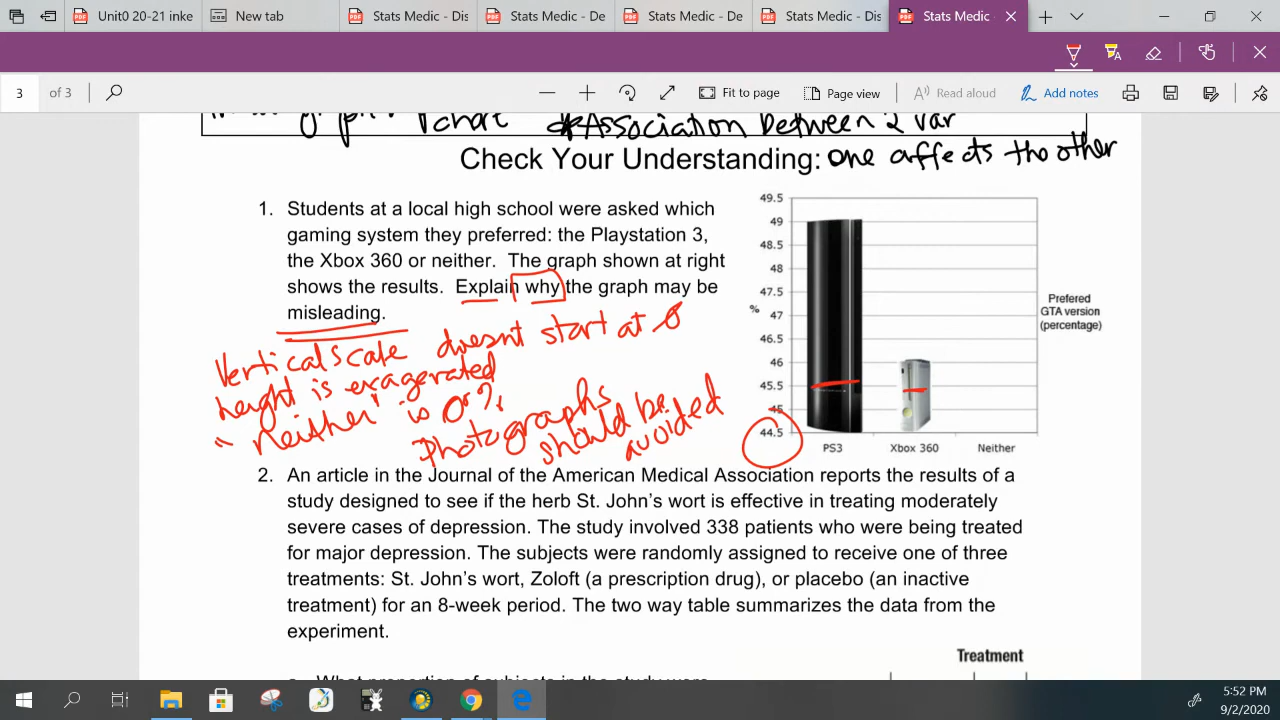 Unit0 20-21 inke
New tab
Stats Medic - Dis
Stats Medic - De
Stats Medic - De
Stats Medic - Dis
Stats Medic -
3 of 3
Fit to page
Page view
Read aloud
Add notes
chart *Association between 2 var
Check Your Understanding: one affects the other
1. Students at a local high school were asked which
gaming system they preferred: the Playstation 3,
the Xbox 360 or neither. The graph shown at right
shows the results. Explain why the graph may be
misleading.
Vertical scale doesnt start at 0
height is exagerated
"neither" is 0%
Photographs
should be
avoided
49.5
49
48.5
48
47.5
%
47
46.5
46
45.5
45
44.5
PS3
Xbox 360
Neither
Prefered
GTA version
(percentage)
2. An article in the Journal of the American Medical Association reports the results of a
study designed to see if the herb St. John's wort is effective in treating moderately
severe cases of depression. The study involved 338 patients who were being treated
for major depression. The subjects were randomly assigned to receive one of three
treatments: St. John's wort, Zoloft (a prescription drug), or placebo (an inactive
treatment) for an 8-week period. The two way table summarizes the data from the
experiment.
Treatment
a. What proportion of subjects in the study were
5:52 PM
9/2/2020